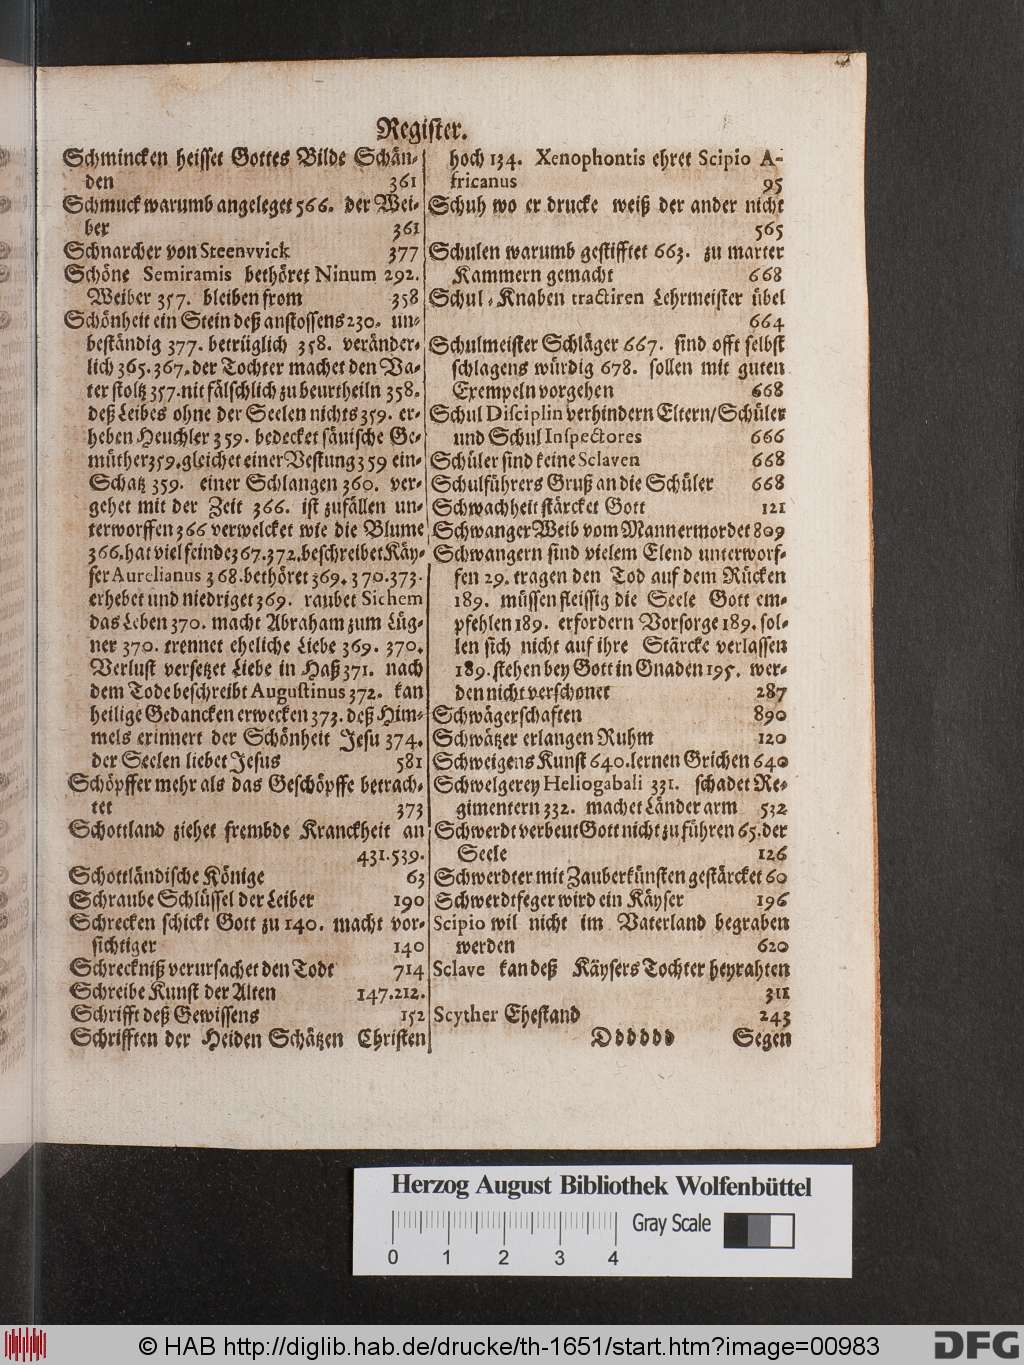 Register.
Schmincken heisset Gottes Bilde Schän-
den 361
Schmuck warumb angeleget 566. der Wei-
ber 361
Schnarcher von Steenvvick 377
Schöne Semiramis bethöret Ninum 292.
Weiber 357. bleiben from 358
Schönheit ein Stein deß anstossens 230. un-
beständig 377. betrüglich 358. veränder-
lich 365. 367. der Tochter machet den Va-
ter stoltz 357. nit fälschlich zu beurtheiln 358.
deß Leibes ohne der Seelen nichts 359. er-
heben Heuchler 359. bedecket säuische Ge-
müther 359. gleichet einer Vestung 359 ein-
Schatz 359. einer Schlangen 360. ver-
gehet mit der Zeit 366. ist zufällen un-
terworffen 366 verwelcket wie die Blume
366. hat viel feinde 367. 372. beschreibet Käy-
ser Aurelianus 368. bethöret 369. 370. 373.
erhebet und niedriget 369. raubet Sichem
das Leben 370. macht Abraham zum Lüg-
ner 370. trennet eheliche Liebe 369. 370.
Verlust versetzet Liebe in Haß 371. nach
dem Tode beschreibt Augustinus 372. kan
heilige Gedancken erwecken 373. deß Him-
mels erinnert der Schönheit Jesu 374.
der Seelen liebet Jesus 581
Schöpffer mehr als das Geschöpffe betrach-
tet 373
Schottland ziehet frembde Kranckheit an
431. 539.
Schottländische Könige 63
Schraube Schlüssel der Leiber 190
Schrecken schickt Gott zu 140. macht vor-
sichtiger 140
Schreckniß verursachet den Todt 714
Schreibe Kunst der Alten 147. 212.
Schrifft deß Gewissens 152
Schrifften der Heiden Schätzen Christen
hoch 134. Xenophontis ehret Scipio A-
fricanus 95
Schuh wo er drucke weiß der ander nicht
565
Schulen warumb gestifftet 663. zu marter
Kammern gemacht 668
Schul-Knaben tractiren Lehrmeister übel
664
Schulmeister Schläger 667. sind offt selbst
schlagens würdig 678. sollen mit guten
Exempeln vorgehen 668
Schul Disciplin verhindern Eltern/ Schüler
und Schul Inspectores 666
Schüler sind keine Sclaven 668
Schulführers Gruß an die Schüler 668
Schwachheit stärcket Gott 121
Schwanger Weib vom Mann ermordet 809
Schwangern sind vielem Elend unterworf-
fen 29. tragen den Tod auf dem Rücken
189. müssen fleissig die Seele Gott em-
pfehlen 189. erfordern Vorsorge 189. sol-
len sich nicht auf ihre Stärcke verlassen
189. stehen bey Gott in Gnaden 195. wer-
den nicht verschonet 287
Schwägerschaften 890
Schwätzer erlangen Ruhm 120
Schweigens Kunst 640. lernen Grichen 640
Schwelgerey Heliogabali 331. schadet Re-
gimentern 332. machet Länder arm 532
Schwerdt verbeut Gott nicht zu führen 65. der
Seele 126
Schwerdter mit Zauberkünsten gestärcket 60
Schwerdtfeger wird ein Käyser 196
Scipio wil nicht im Vaterland begraben
werden 620
Sclave kan deß Käysers Tochter heyrahten
311
Scyther Ehestand 243
Dddddd Segen
Herzog August Bibliothek Wolfenbüttel
Gray Scale
0 1 2 3 4
© HAB http://diglib.hab.de/drucke/th-1651/start.htm?image=00983
DFG